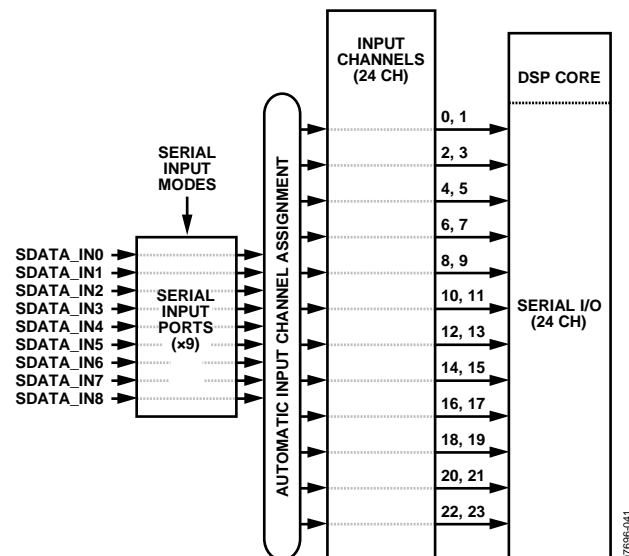 INPUT
CHANNELS
(24 CH)
DSP CORE
SERIAL
INPUT
MODES
SDATA_IN0
SDATA_IN1
SDATA_IN2
SDATA_IN3
SDATA_IN4
SDATA_IN5
SDATA_IN6
SDATA_IN7
SDATA_IN8
SERIAL
INPUT
PORTS
(×9)
AUTOMATIC INPUT CHANNEL ASSIGNMENT
0, 1
2, 3
4, 5
6, 7
8, 9
10, 11
12, 13
14, 15
16, 17
18, 19
20, 21
22, 23
SERIAL I/O
(24 CH)